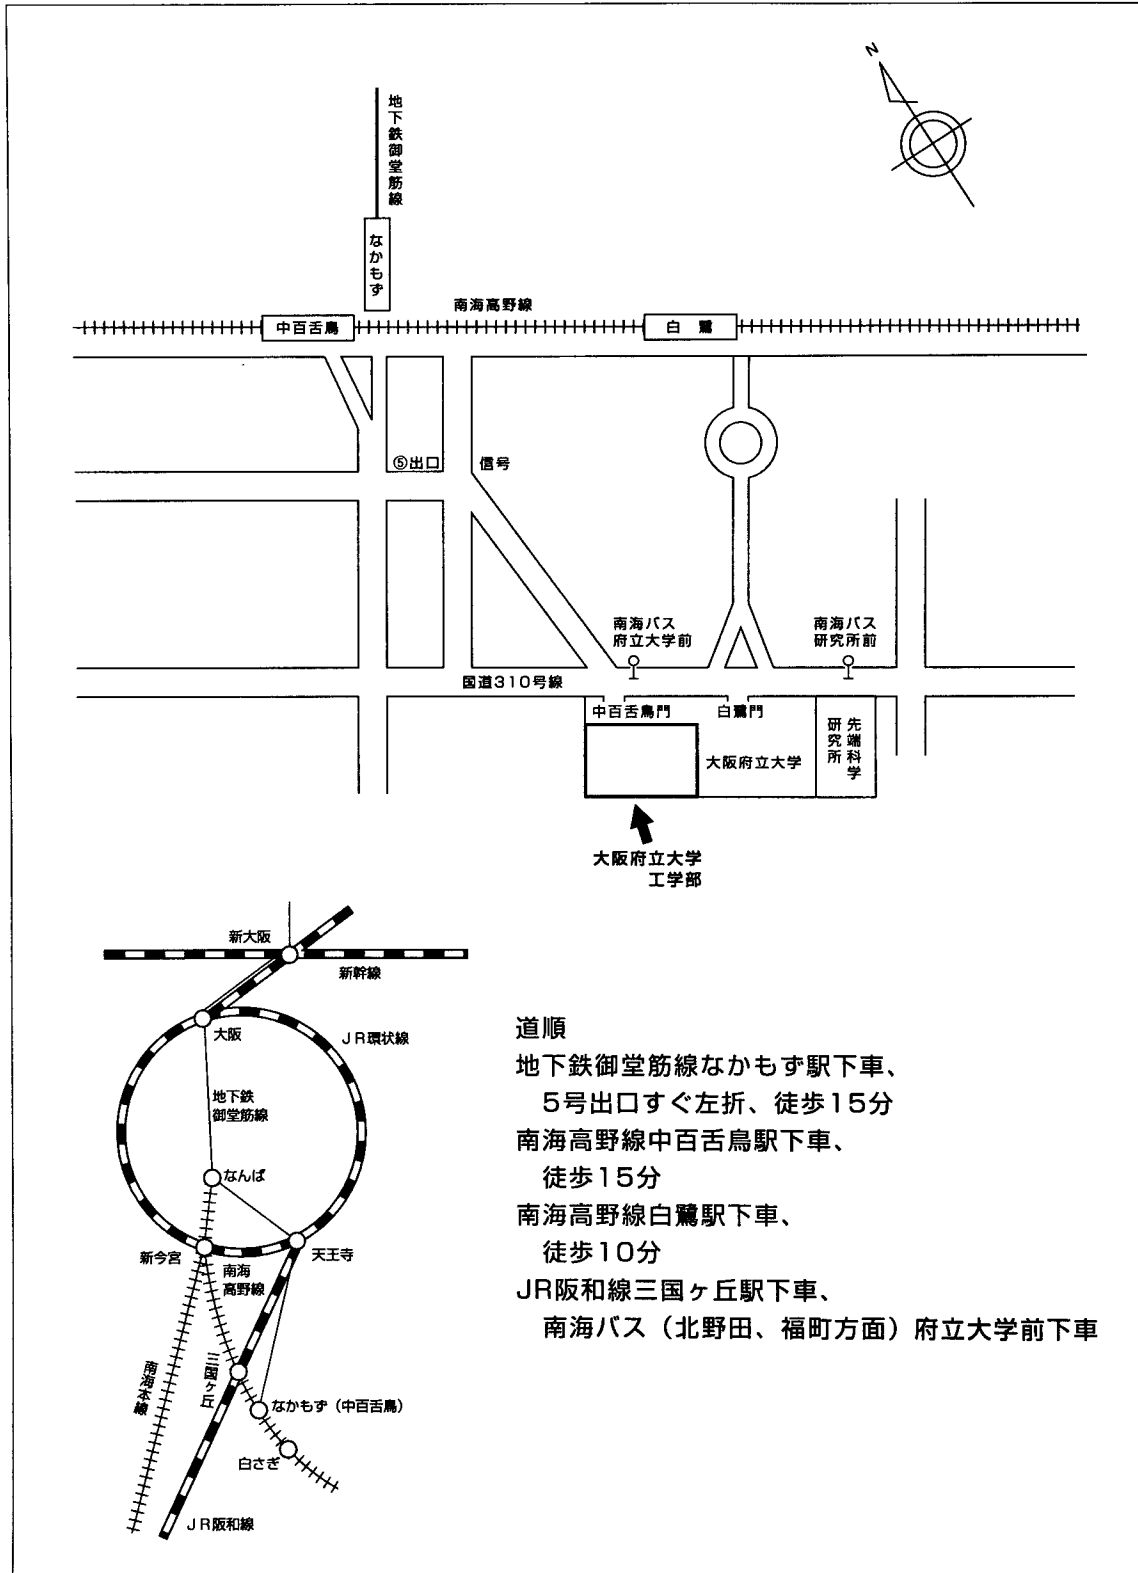 N
地下鉄御堂筋線
なかもず
南海高野線
中百舌鳥
白鷺
⑤出口
信号
南海バス
府立大学前
南海バス
研究所前
国道310号線
中百舌鳥門
白鷺門
大阪府立大学
先端科学
研究所
大阪府立大学
工学部
新大阪
新幹線
大阪
JR環状線
地下鉄
御堂筋線
なんば
新今宮
天王寺
南海
高野線
三国ヶ丘
南海本線
なかもず（中百舌鳥）
白さぎ
JR阪和線
道順
地下鉄御堂筋線なかもず駅下車、
5号出口すぐ左折、徒歩15分
南海高野線中百舌鳥駅下車、
徒歩15分
南海高野線白鷺駅下車、
徒歩10分
JR阪和線三国ヶ丘駅下車、
南海バス（北野田、福町方面）府立大学前下車